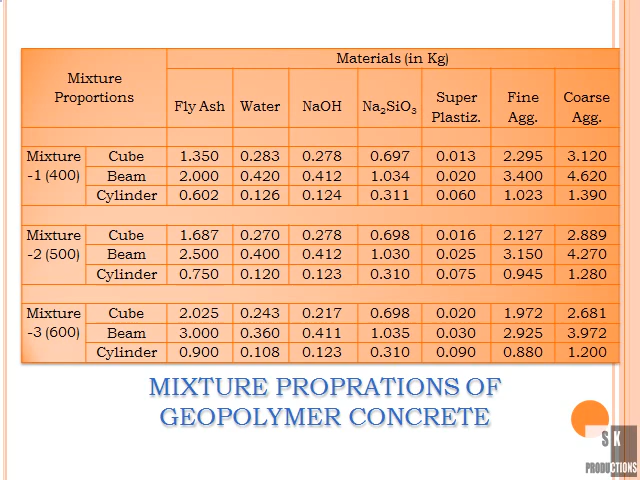 Mixture Proportions Materials (in Kg)
Fly Ash Water NaOH Na₂SiO₃ Super Plastiz. Fine Agg. Coarse Agg.
Mixture -1 (400) Cube 1.350 0.283 0.278 0.697 0.013 2.295 3.120
Beam 2.000 0.420 0.412 1.034 0.020 3.400 4.620
Cylinder 0.602 0.126 0.124 0.311 0.060 1.023 1.390
Mixture -2 (500) Cube 1.687 0.270 0.278 0.698 0.016 2.127 2.889
Beam 2.500 0.400 0.412 1.030 0.025 3.150 4.270
Cylinder 0.750 0.120 0.123 0.310 0.075 0.945 1.280
Mixture -3 (600) Cube 2.025 0.243 0.217 0.698 0.020 1.972 2.681
Beam 3.000 0.360 0.411 1.035 0.030 2.925 3.972
Cylinder 0.900 0.108 0.123 0.310 0.090 0.880 1.200
MIXTURE PROPRATIONS OF
GEOPOLYMER CONCRETE
S K
PRODUCTIONS